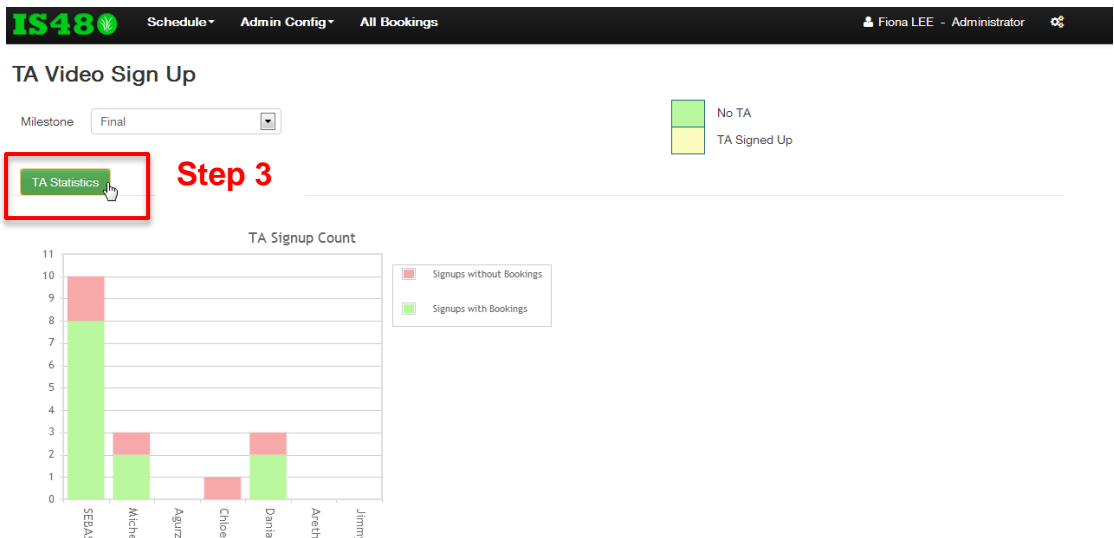 IS480 Schedule Admin Config All Bookings Fiona LEE - Administrator
TA Video Sign Up
Milestone Final
No TA
TA Signed Up
TA Statistics
Step 3
TA Signup Count
11
10
9
8
7
6
5
4
3
2
1
0
Signups without Bookings
Signups with Bookings